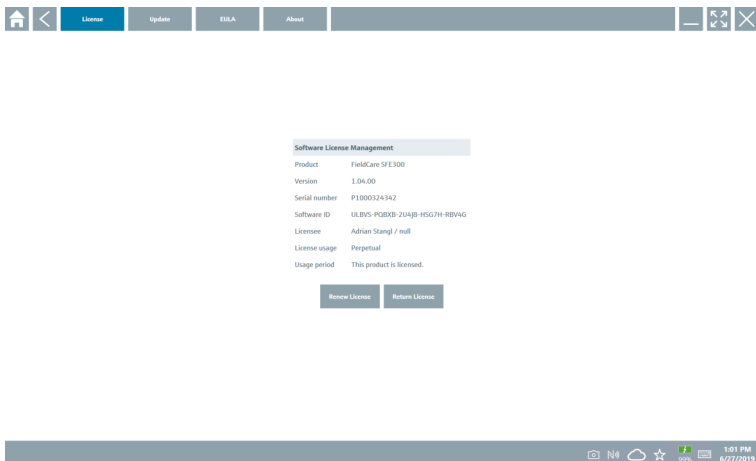 License Update EULA About
Software License Management
Product FieldCare SFE300
Version 1.04.00
Serial number P1000324342
Software ID ULBV5-PQBXB-2U4J8-HSG7H-RBV4G
Licensee Adrian Stangl / null
License usage Perpetual
Usage period This product is licensed.
Renew License Return License
99%
1:01 PM
6/27/2019